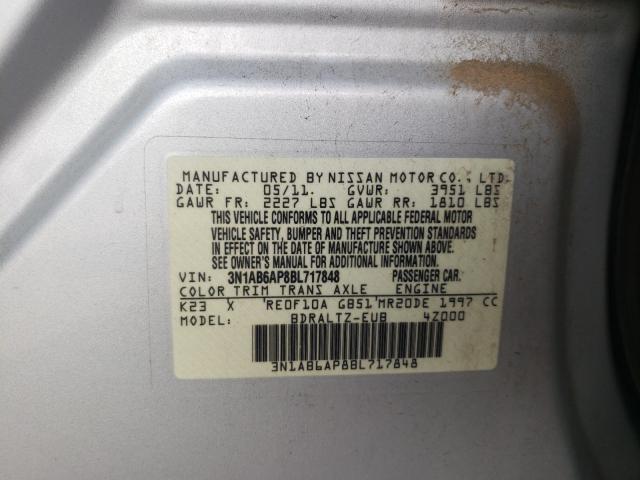 MANUFACTURED BY NISSAN MOTOR CO., LTD.
DATE: 05/11. GVWR: 3951 LBS
GAWR FR: 2227 LBS GAWR RR: 1810 LBS
THIS VEHICLE CONFORMS TO ALL APPLICABLE FEDERAL MOTOR
VEHICLE SAFETY, BUMPER AND THEFT PREVENTION STANDARDS
IN EFFECT ON THE DATE OF MANUFACTURE SHOWN ABOVE.
SEE OWNER'S MANUAL FOR ADDITIONAL INFORMATION.
VIN: 3N1AB6AP8BL717848 PASSENGER CAR.
COLOR TRIM TRANS AXLE ENGINE
K23 X 'RE0F10A GB51'MR20DE 1997 CC
MODEL: BDRALTZ-EUB 4Z000
3N1AB6AP8BL717848